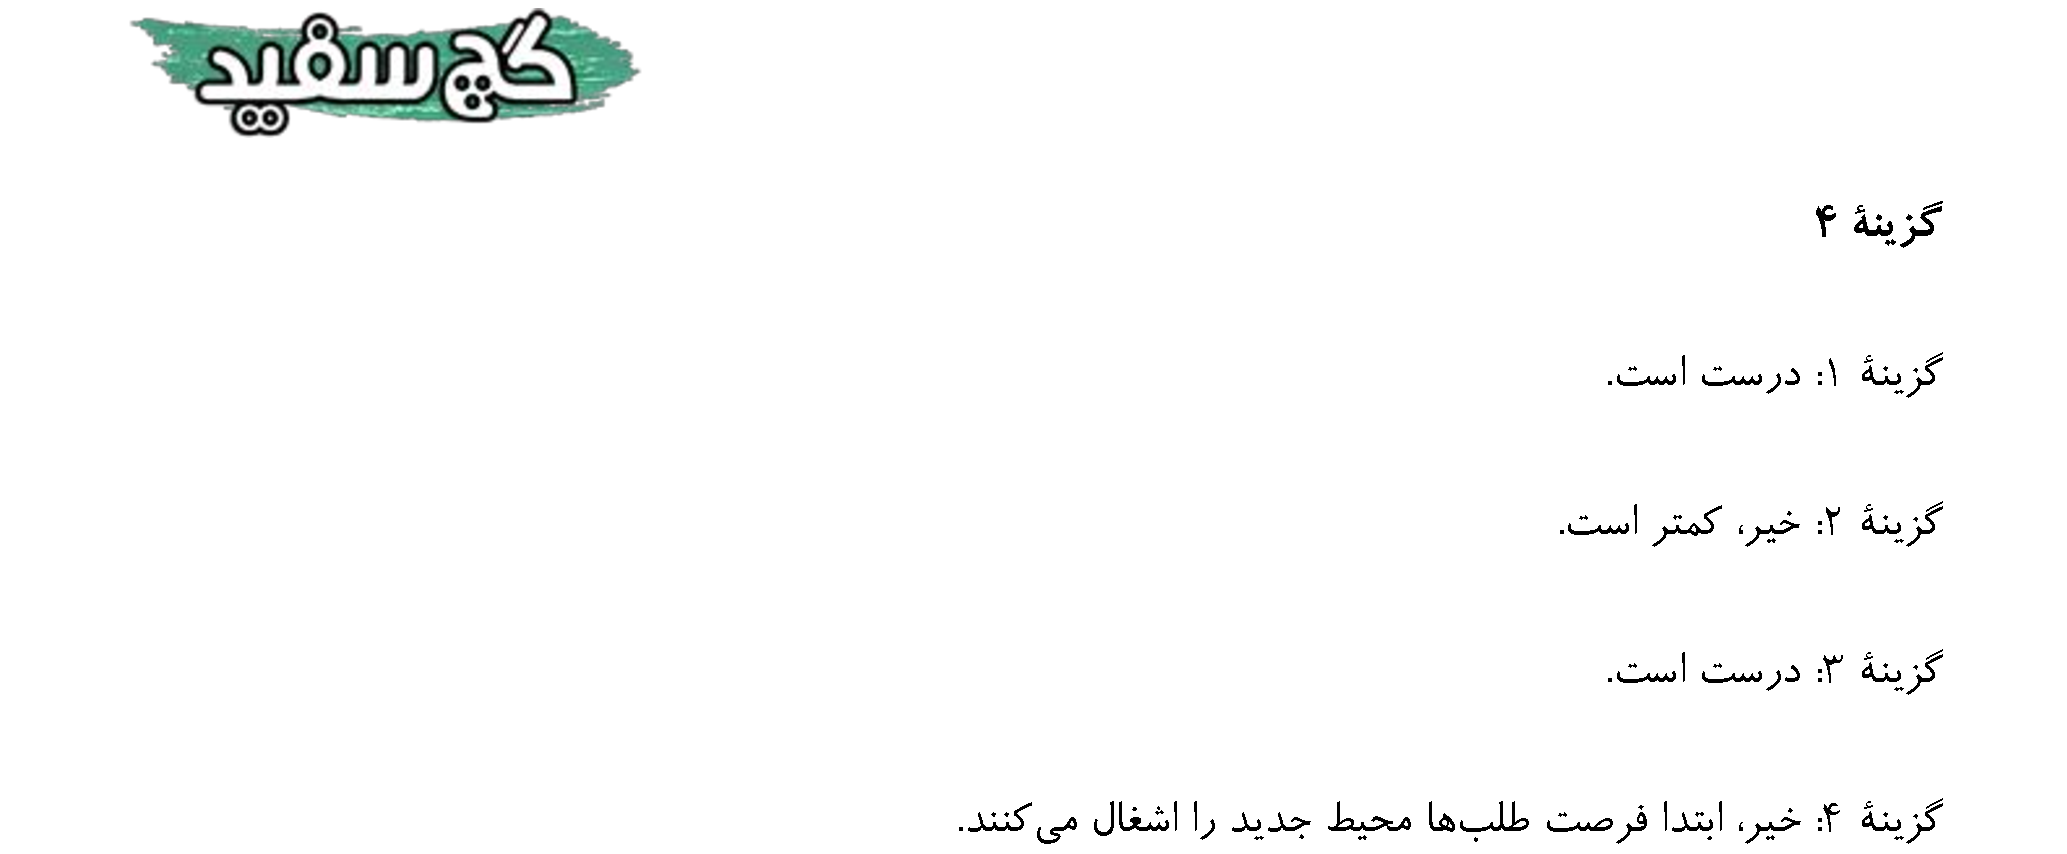 گچ سفید
گزینهٔ ۴
گزینهٔ ۱: درست است.
گزینهٔ ۲: خیر، کمتر است.
گزینهٔ ۳: درست است.
گزینهٔ ۴: خیر، ابتدا فرصت طلب‌ها محیط جدید را اشغال می‌کنند.